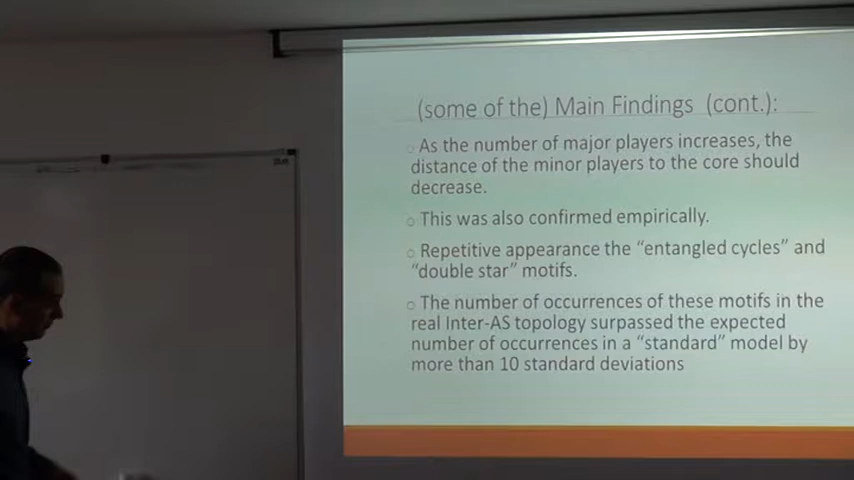 (some of the) Main Findings (cont.):
As the number of major players increases, the
distance of the minor players to the core should
decrease.
This was also confirmed empirically.
Repetitive appearance the “entangled cycles” and
“double star” motifs.
The number of occurrences of these motifs in the
real Inter-AS topology surpassed the expected
number of occurrences in a “standard” model by
more than 10 standard deviations